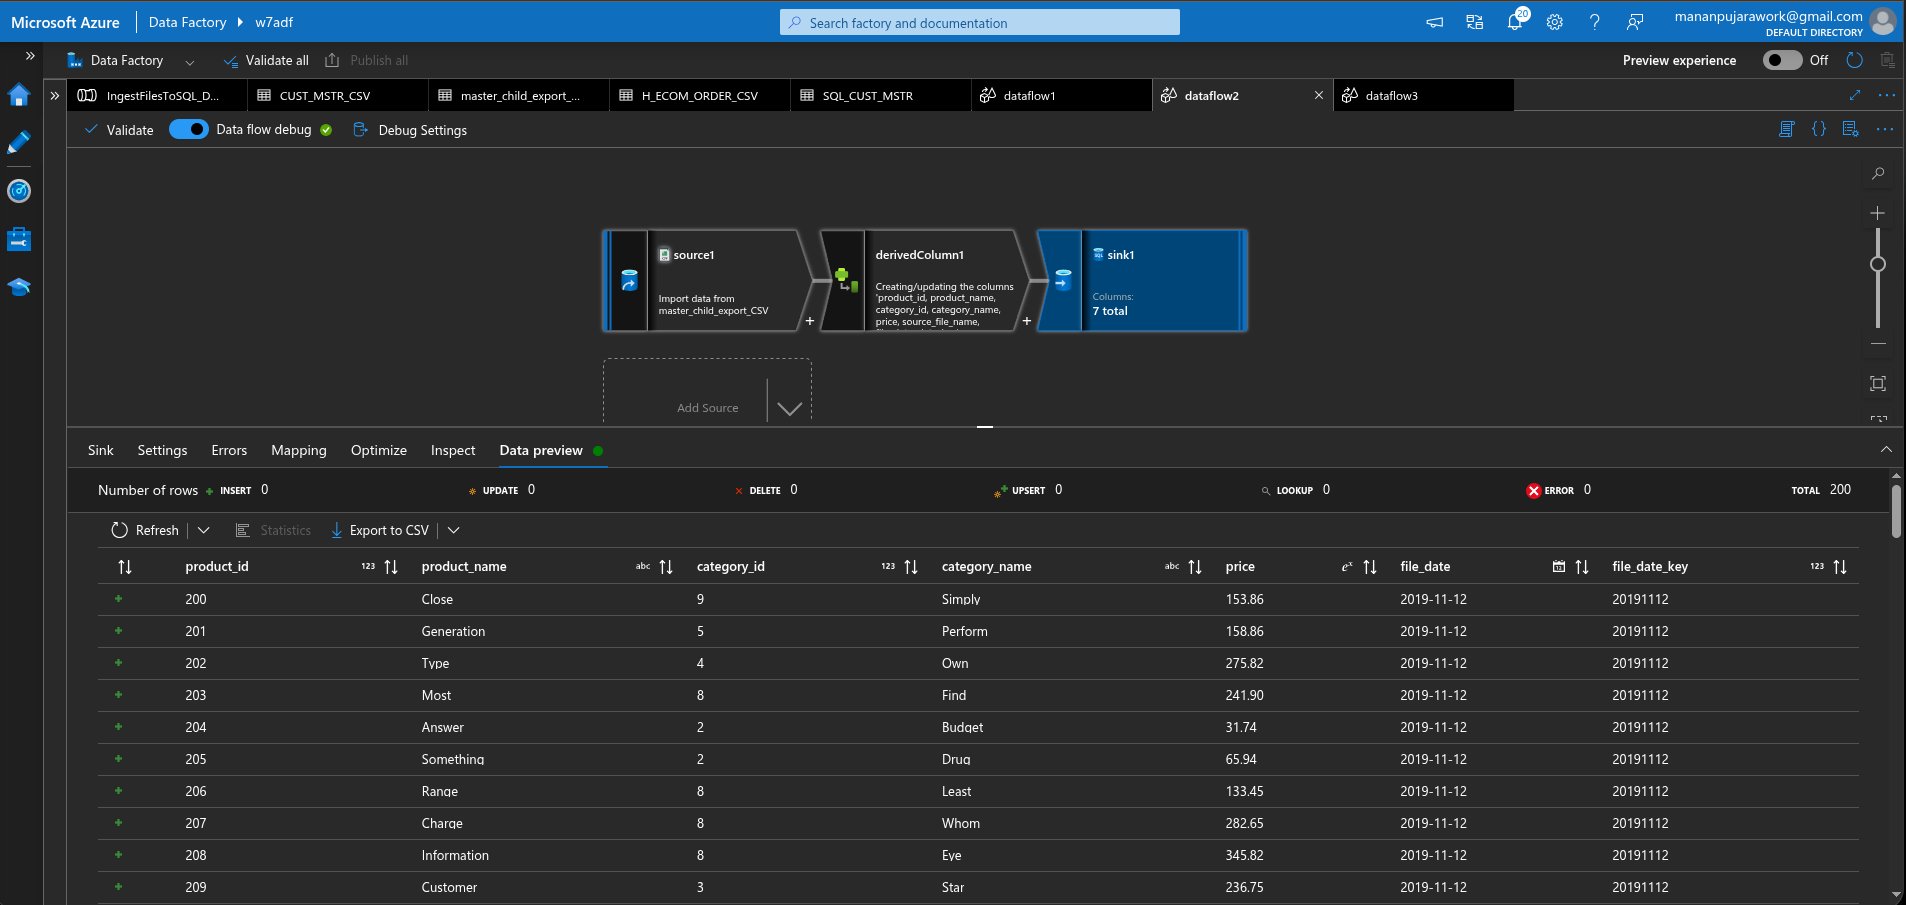 Microsoft Azure Data Factory w7adf Search factory and documentation 20 mananpujarawork@gmail.com
DEFAULT DIRECTORY
Data Factory Validate all Publish all Preview experience Off
IngestFilesToSQL_D... CUST_MSTR_CSV master_child_export_... H_ECOM_ORDER_CSV SQL_CUST_MSTR dataflow1 dataflow2 dataflow3
Validate Data flow debug Debug Settings
source1
Import data from
master_child_export_CSV
derivedColumn1
Creating/updating the columns
'product_id, product_name,
category_id, category_name,
price, source_file_name,
sink1
Columns:
7 total
Add Source
Sink Settings Errors Mapping Optimize Inspect Data preview
Number of rows INSERT 0 UPDATE 0 DELETE 0 UPSERT 0 LOOKUP 0 ERROR 0 TOTAL 200
Refresh Statistics Export to CSV
product_id 123 product_name abc category_id 123 category_name abc price eˣ file_date file_date_key 123
200 Close 9 Simply 153.86 2019-11-12 20191112
201 Generation 5 Perform 158.86 2019-11-12 20191112
202 Type 4 Own 275.82 2019-11-12 20191112
203 Most 8 Find 241.90 2019-11-12 20191112
204 Answer 2 Budget 31.74 2019-11-12 20191112
205 Something 2 Drug 65.94 2019-11-12 20191112
206 Range 8 Least 133.45 2019-11-12 20191112
207 Charge 8 Whom 282.65 2019-11-12 20191112
208 Information 8 Eye 345.82 2019-11-12 20191112
209 Customer 3 Star 236.75 2019-11-12 20191112